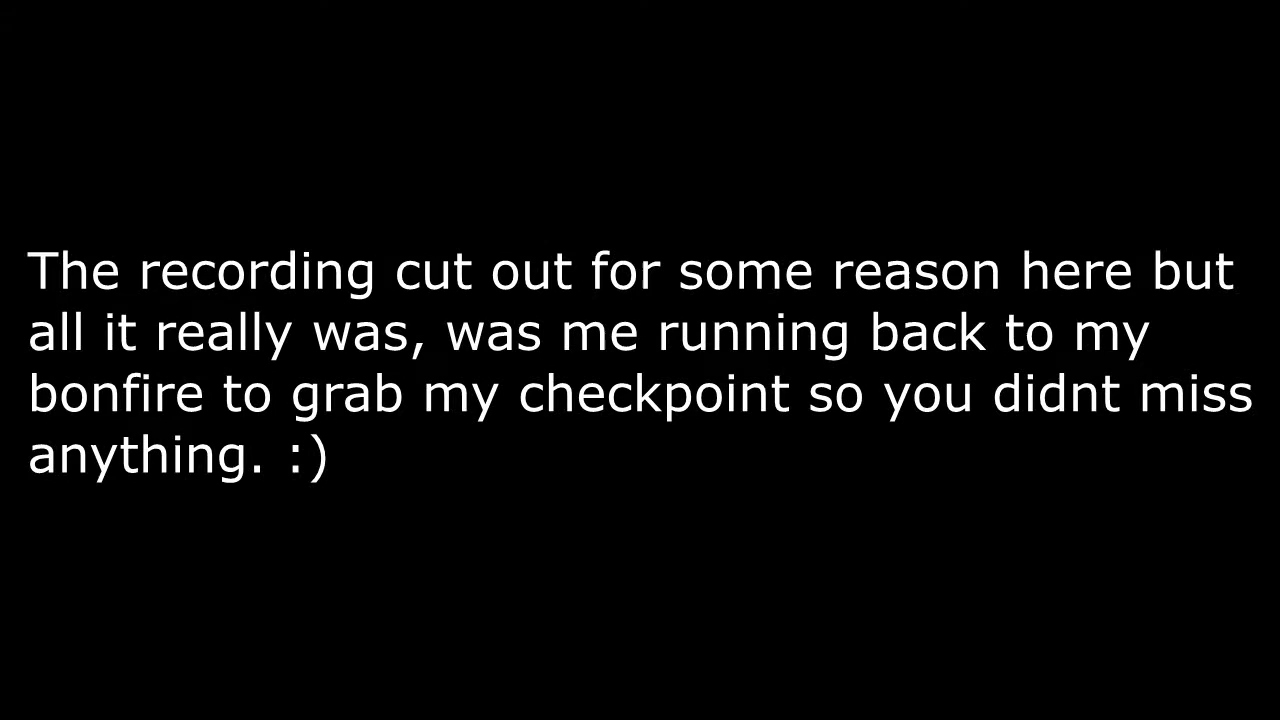 The recording cut out for some reason here but
all it really was, was me running back to my
bonfire to grab my checkpoint so you didnt miss
anything. :)